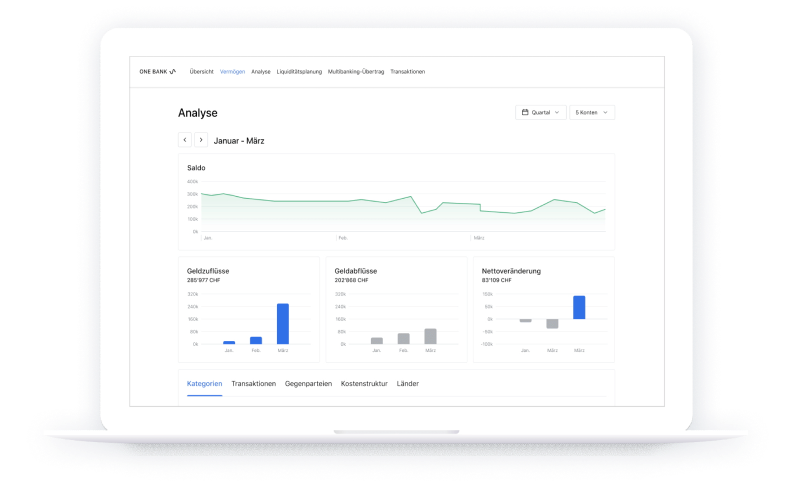 ONE BANK Übersicht Vermögen Analyse Liquiditätsplanung Multibanking-Übertrag Transaktionen
Analyse
Quartal
5 Konten
Januar - März
Saldo
400k
300k
200k
100k
0k
Jan.
Feb.
März
Geldzuflüsse
285'977 CHF
320k
240k
160k
80k
0k
Jan. Feb. März
Geldabflüsse
202'868 CHF
320k
240k
160k
80k
0k
Jan. Feb. März
Nettoveränderung
83'109 CHF
100k
50k
0k
-50k
-100k
Jan. März März
Kategorien Transaktionen Gegenparteien Kostenstruktur Länder